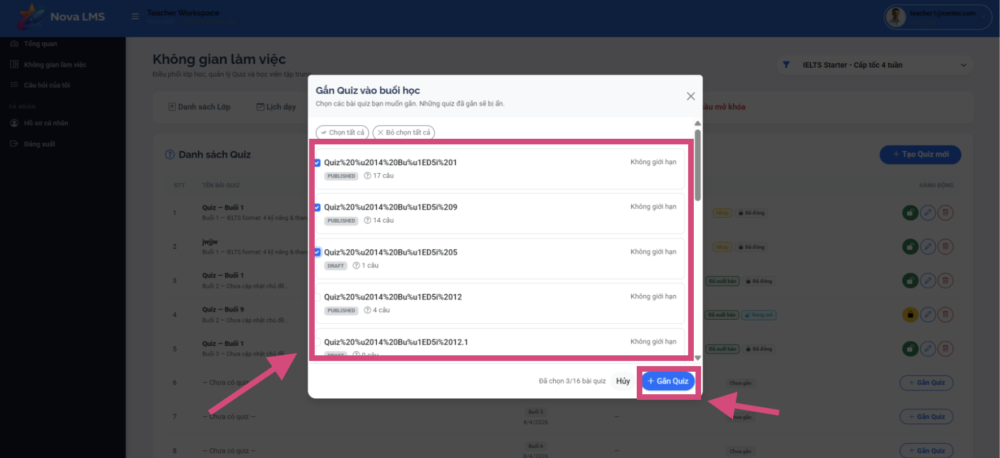 Nova LMS
Teacher Workspace
teacher1@center.com
Tổng quan
Không gian làm việc
Câu hỏi của tôi
CÁ NHÂN
Hồ sơ cá nhân
Đăng xuất
Không gian làm việc
Điều phối lớp học, quản lý Quiz và học viên tập trung
IELTS Starter - Cấp tốc 4 tuần
Danh sách Lớp
Lịch dạy
cầu mở khóa
Danh sách Quiz
+ Tạo Quiz mới
STT TÊN BÀI QUIZ HÀNH ĐỘNG
1 Quiz — Buổi 1
Buổi 1 — IELTS format: 4 kỹ năng & than
Nháp Đã đóng
2 jwjjw
Buổi 1 — IELTS format: 4 kỹ năng & than
Nháp Đã đóng
3 Quiz — Buổi 1
Buổi 2 — Chưa cập nhật chủ đề...
Đã xuất bản Đã đóng
4 Quiz — Buổi 9
Buổi 2 — Chưa cập nhật chủ đề...
Đã xuất bản Đang mở
5 Quiz — Buổi 1
Buổi 3 — Chưa cập nhật chủ đề
Đã xuất bản Đã đóng
6 — Chưa có quiz Chưa gắn + Gắn Quiz
7 — Chưa có quiz — Buổi 5 — Chưa gắn + Gắn Quiz
4/4/2026
8 — Chưa có quiz — Buổi 6 — Chưa gắn + Gắn Quiz
8/4/2026
Gắn Quiz vào buổi học
Chọn các bài quiz bạn muốn gắn. Những quiz đã gắn sẽ bị ẩn.
Chọn tất cả Bỏ chọn tất cả
Quiz%20%u2014%20Bu%u1ED5i%201 Không giới hạn
PUBLISHED 17 câu
Quiz%20%u2014%20Bu%u1ED5i%209 Không giới hạn
PUBLISHED 14 câu
Quiz%20%u2014%20Bu%u1ED5i%205 Không giới hạn
DRAFT 1 câu
Quiz%20%u2014%20Bu%u1ED5i%2012 Không giới hạn
PUBLISHED 4 câu
Quiz%20%u2014%20Bu%u1ED5i%2012.1 Không giới hạn
DRAFT 0 câu
Đã chọn 3/16 bài quiz Hủy + Gắn Quiz